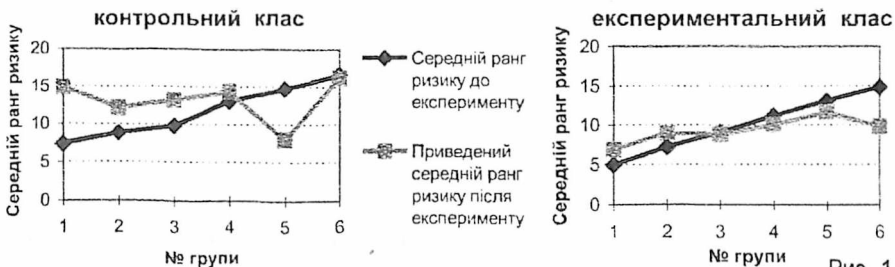 контрольний клас
Середній ранг ризику
20
15
10
5
0
1 2 3 4 5 6
№ групи
Середній ранг
ризику до
експерименту
Приведений
середній ранг
ризику після
експерименту
експериментальний клас
Середній ранг ризику
20
15
10
5
0
1 2 3 4 5 6
№ групи
Рис. 1